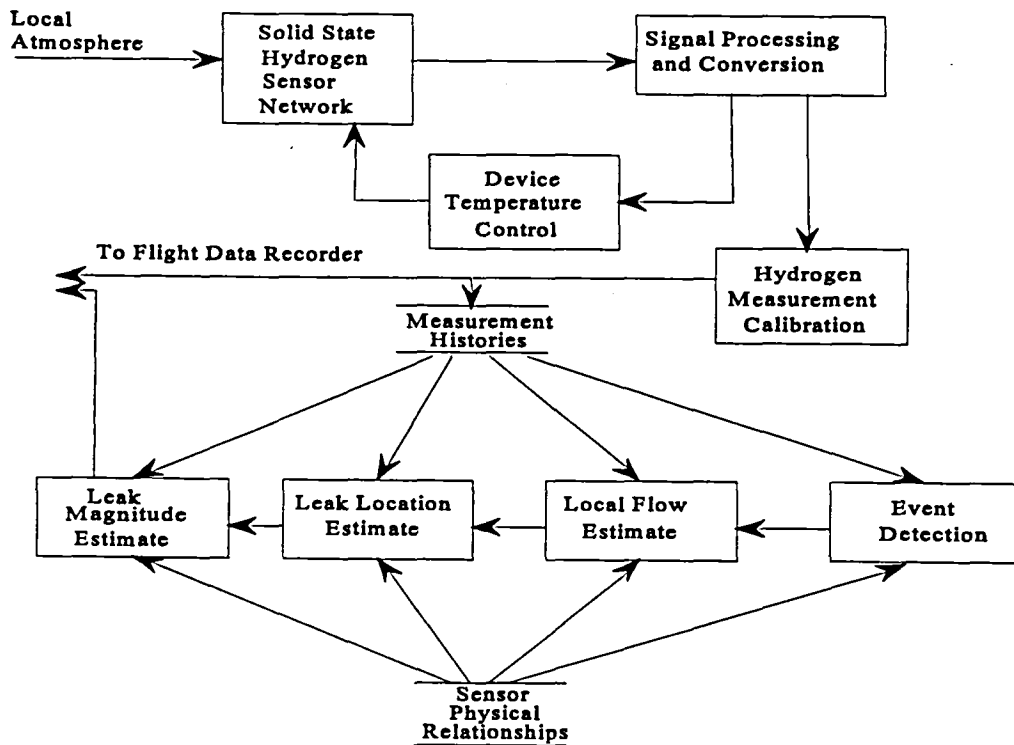 Local
Atmosphere
Solid State
Hydrogen
Sensor
Network
Signal Processing
and Conversion
Device
Temperature
Control
To Flight Data Recorder
Hydrogen
Measurement
Calibration
Measurement
Histories
Leak
Magnitude
Estimate
Leak Location
Estimate
Local Flow
Estimate
Event
Detection
Sensor
Physical
Relationships